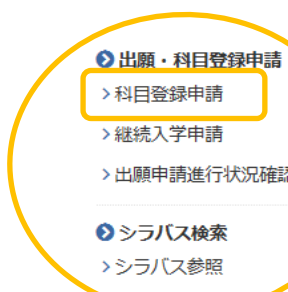 出願・科目登録申請
科目登録申請
継続入学申請
出願申請進行状況確認
シラバス検索
シラバス参照